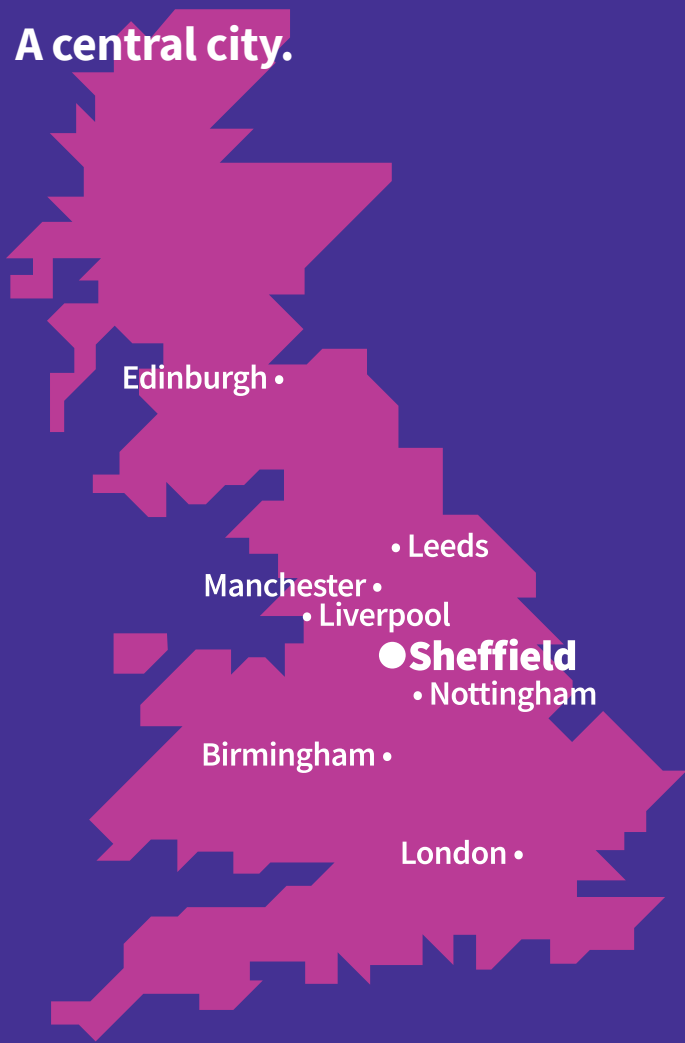 A central city.
Edinburgh
Leeds
Manchester
Liverpool
Sheffield
Nottingham
Birmingham
London